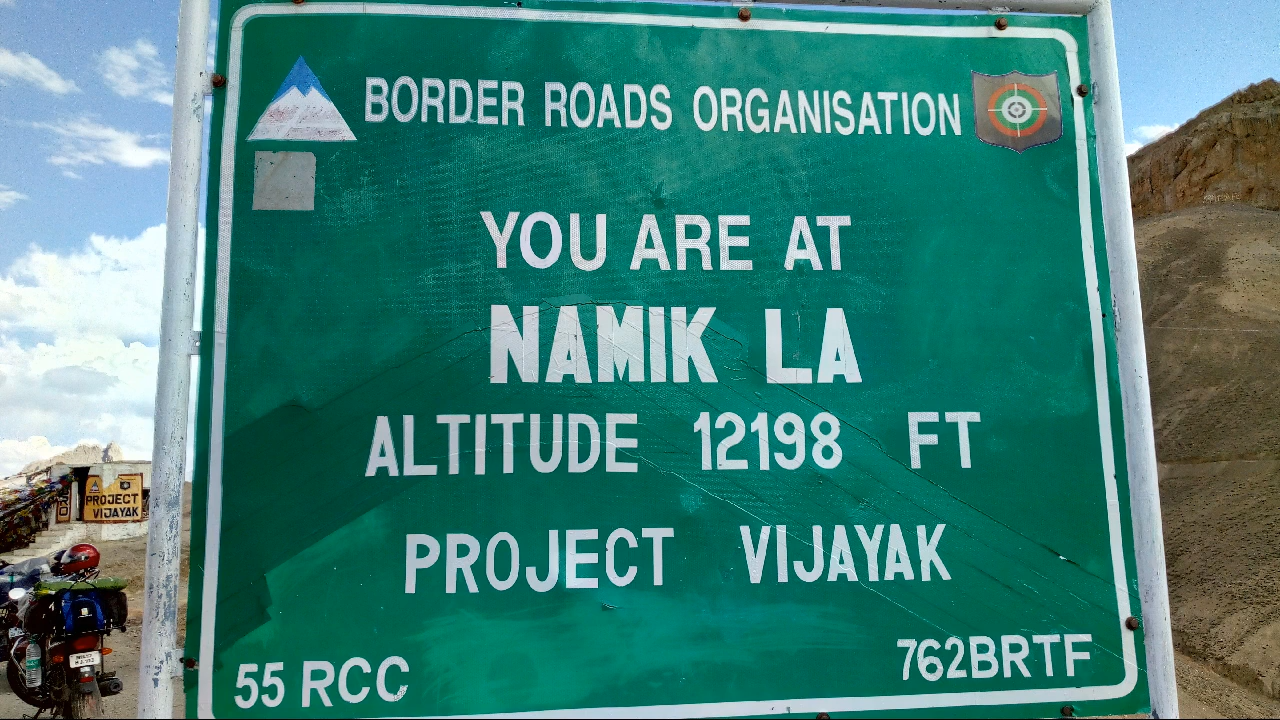 BORDER ROADS ORGANISATION
YOU ARE AT
NAMIK LA
ALTITUDE 12198 FT
PROJECT VIJAYAK
55 RCC
762BRTF
PROJECT
VIJAYAK